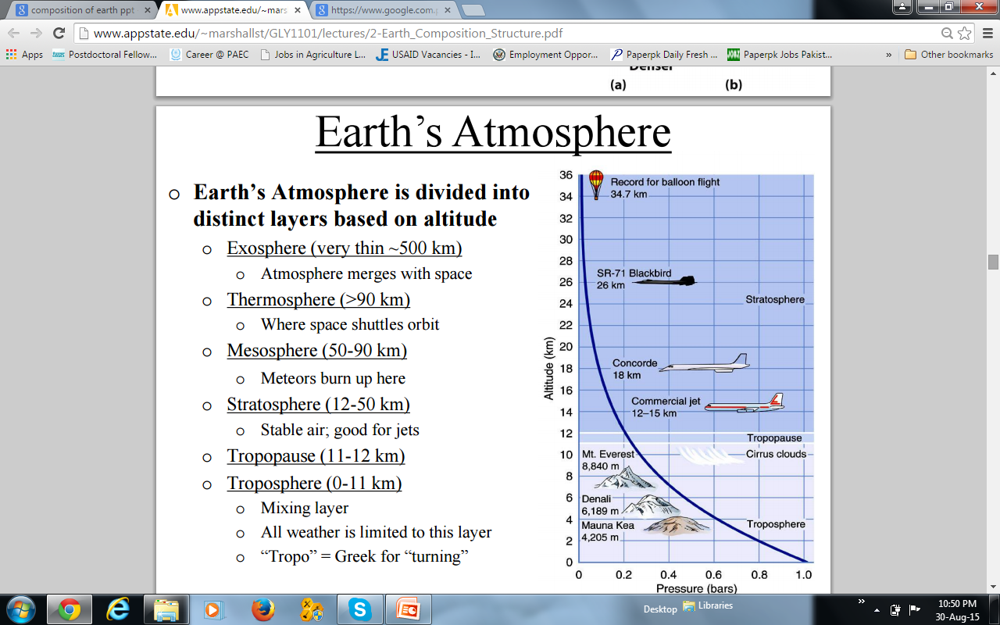 composition of earth ppt
www.appstate.edu/~mars
https://www.google.com.
www.appstate.edu/~marshallst/GLY1101/lectures/2-Earth_Composition_Structure.pdf
Apps
Postdoctoral Fellow...
Career @ PAEC
Jobs in Agriculture L...
USAID Vacancies - I...
Employment Oppor...
Paperpk Daily Fresh ...
Paperpk Jobs Pakist...
»
Other bookmarks
Denser
(a)
(b)
Earth's Atmosphere
o Earth's Atmosphere is divided into
distinct layers based on altitude
o Exosphere (very thin ~500 km)
o Atmosphere merges with space
o Thermosphere (>90 km)
o Where space shuttles orbit
o Mesosphere (50-90 km)
o Meteors burn up here
o Stratosphere (12-50 km)
o Stable air; good for jets
o Tropopause (11-12 km)
o Troposphere (0-11 km)
o Mixing layer
o All weather is limited to this layer
o “Tropo” = Greek for “turning”
36
34
32
30
28
26
24
22
20
18
16
14
12
10
8
6
4
2
0
Altitude (km)
Record for balloon flight
34.7 km
SR-71 Blackbird
26 km
Stratosphere
Concorde
18 km
Commercial jet
12–15 km
Tropopause
Mt. Everest
8,840 m
Cirrus clouds
Denali
6,189 m
Mauna Kea
4,205 m
Troposphere
0
0.2
0.4
0.6
0.8
1.0
Pressure (bars)
Desktop
Libraries
»
10:50 PM
30-Aug-15